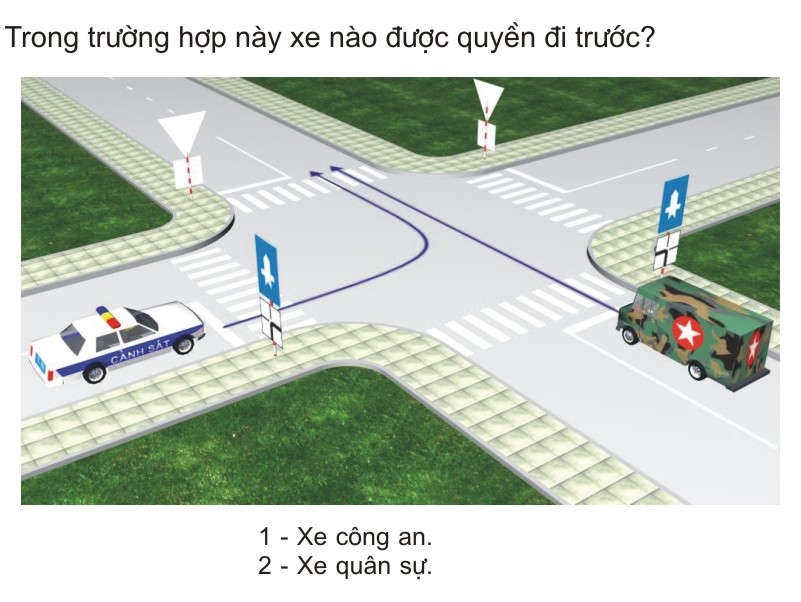 Trong trường hợp này xe nào được quyền đi trước?
CẢNH SÁT
1 - Xe công an.
2 - Xe quân sự.